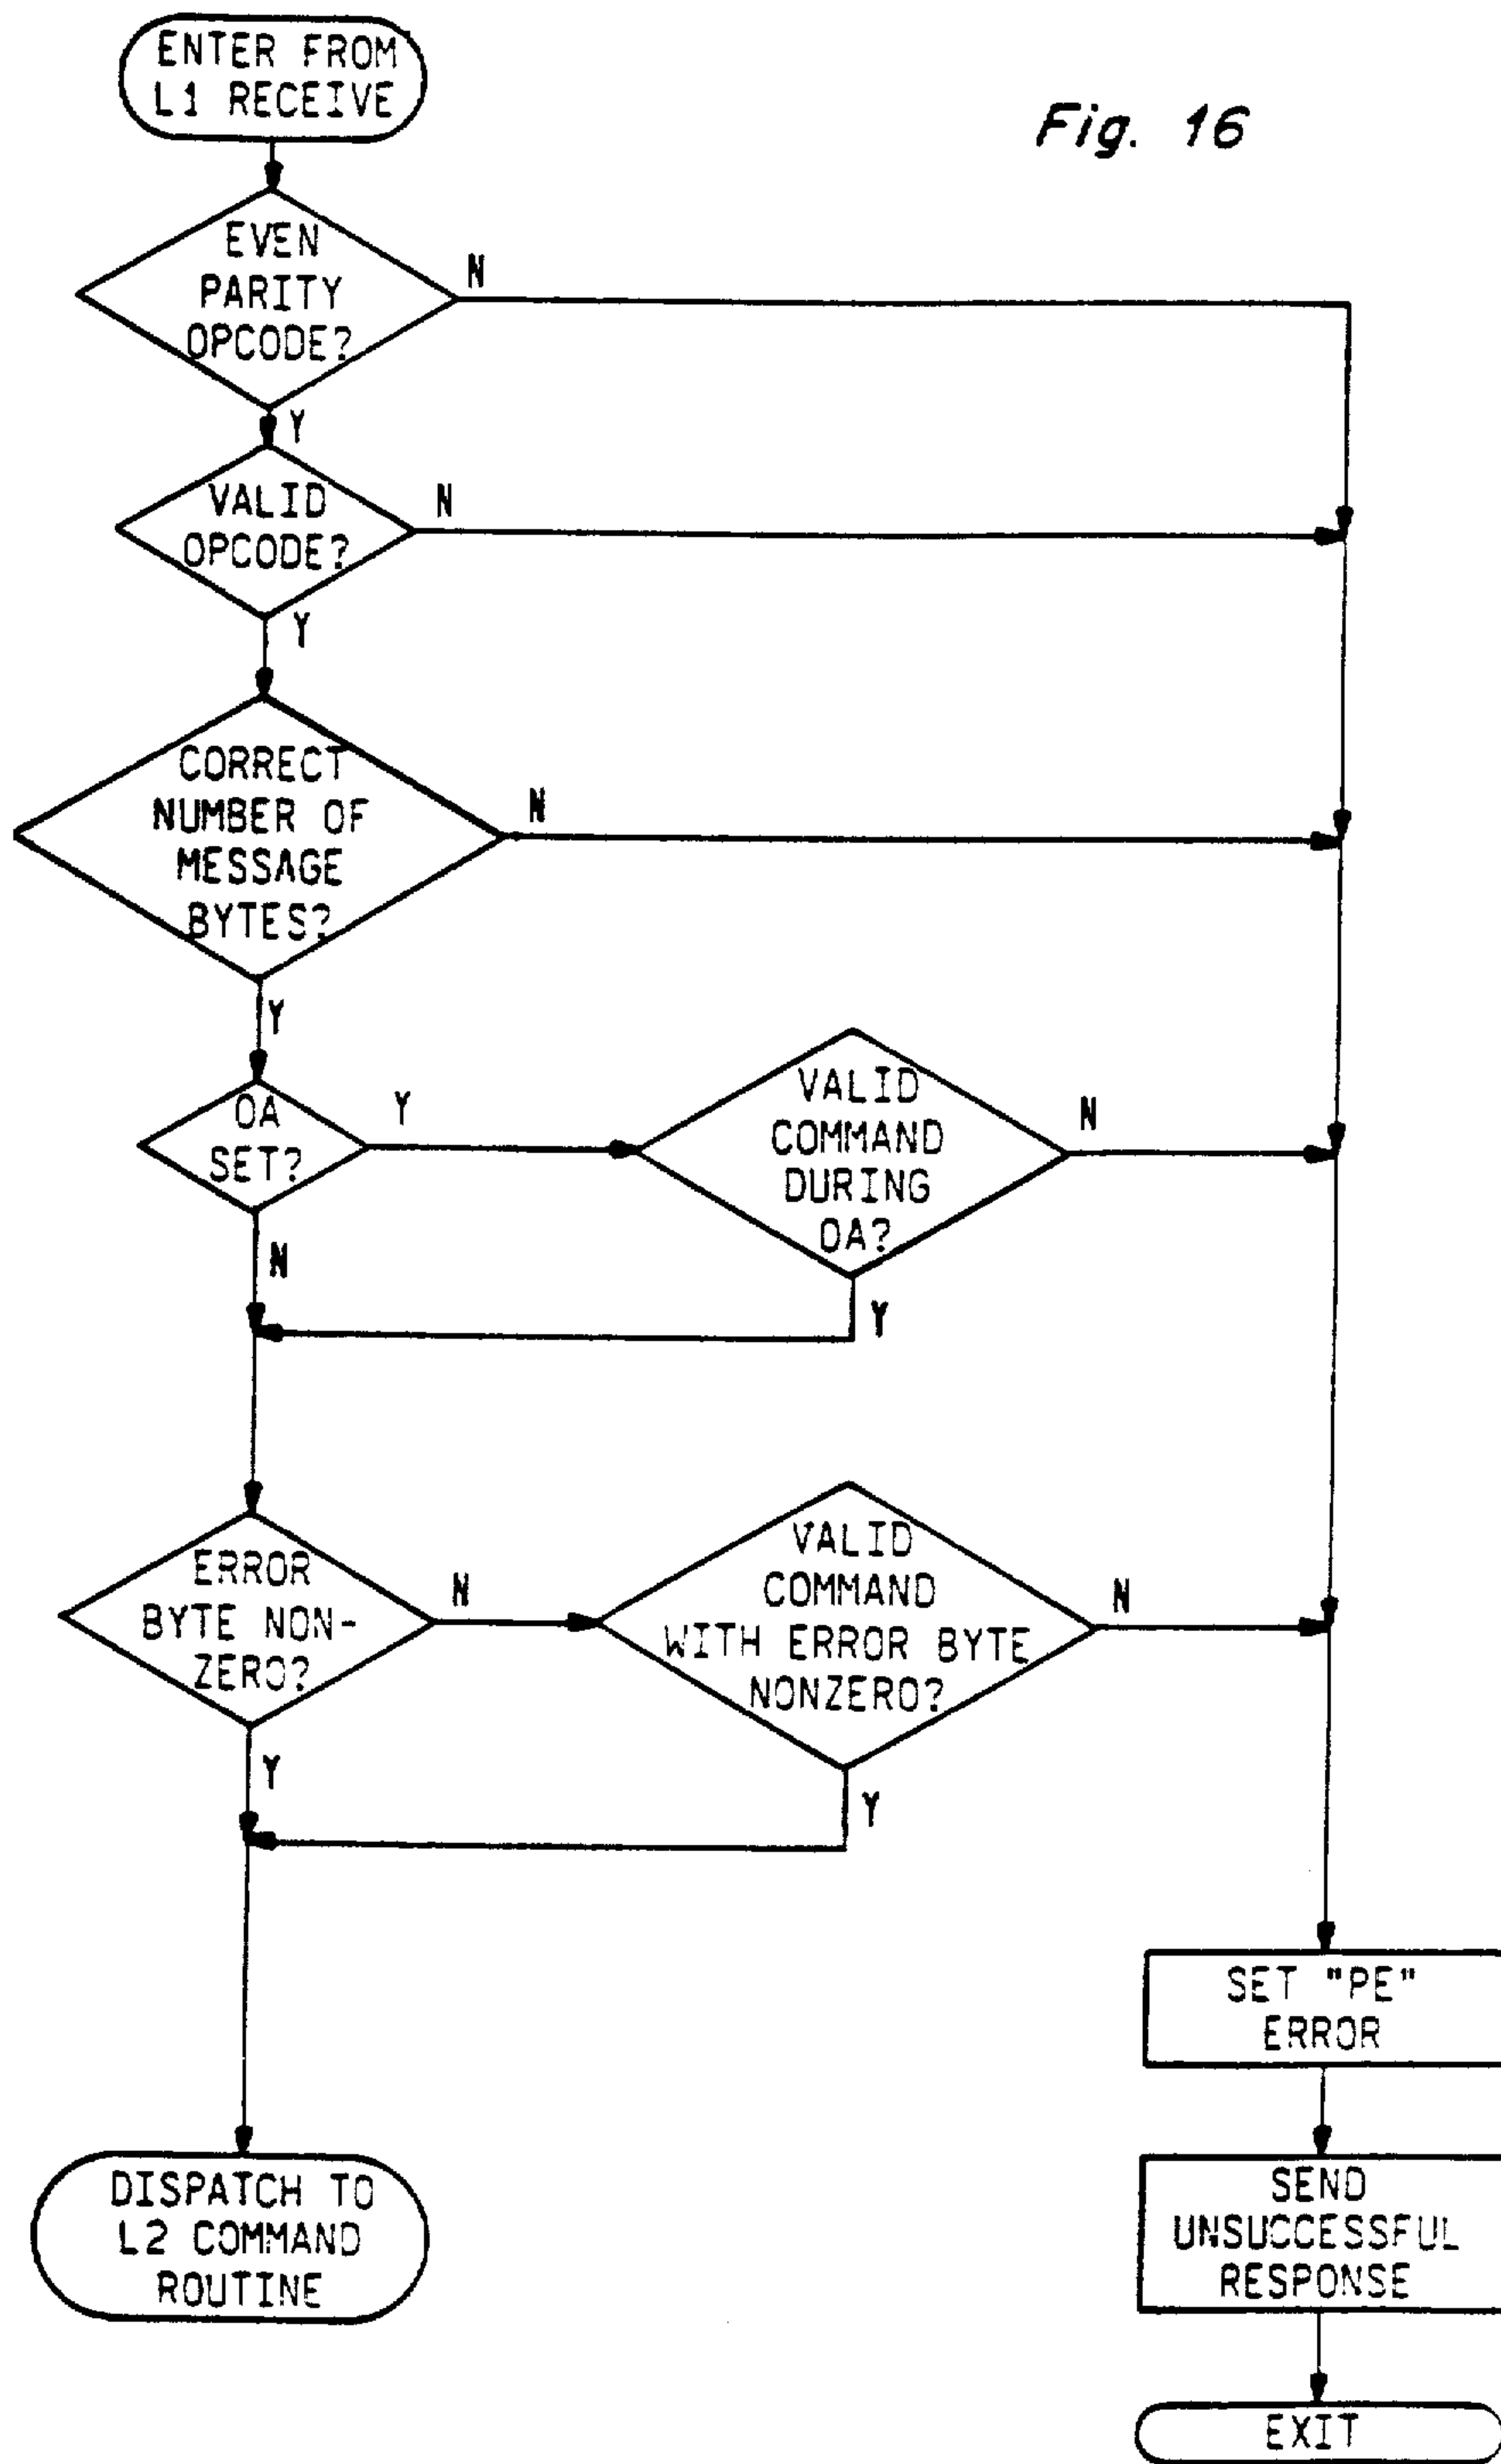 ENTER FROM
L1 RECEIVE
Fig. 16
EVEN
PARITY
OPCODE?
N
Y
VALID
OPCODE?
N
Y
CORRECT
NUMBER OF
MESSAGE
BYTES?
N
Y
OA
SET?
Y
N
VALID
COMMAND
DURING
OA?
N
Y
ERROR
BYTE NON-
ZERO?
N
Y
VALID
COMMAND
WITH ERROR BYTE
NONZERO?
N
Y
SET "PE"
ERROR
DISPATCH TO
L2 COMMAND
ROUTINE
SEND
UNSUCCESSFUL
RESPONSE
EXIT